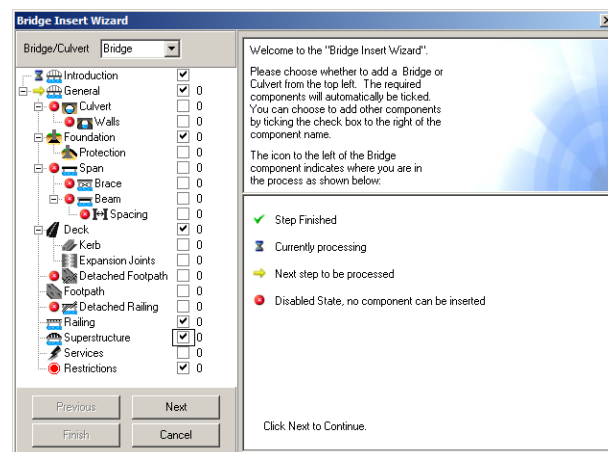 Bridge Insert Wizard
Bridge/Culvert Bridge
Introduction
General 0
Culvert 0
Walls 0
Foundation 0
Protection 0
Span 0
Brace 0
Beam 0
Spacing 0
Deck 0
Kerb 0
Expansion Joints 0
Detached Footpath 0
Footpath 0
Detached Railing 0
Railing 0
Superstructure 0
Services 0
Restrictions 0
Previous Next
Finish Cancel
Welcome to the "Bridge Insert Wizard".
Please choose whether to add a Bridge or
Culvert from the top left. The required
components will automatically be ticked.
You can choose to add other components
by ticking the check box to the right of the
component name.
The icon to the left of the Bridge
component indicates where you are in
the process as shown below:
Step Finished
Currently processing
Next step to be processed
Disabled State, no component can be inserted
Click Next to Continue.